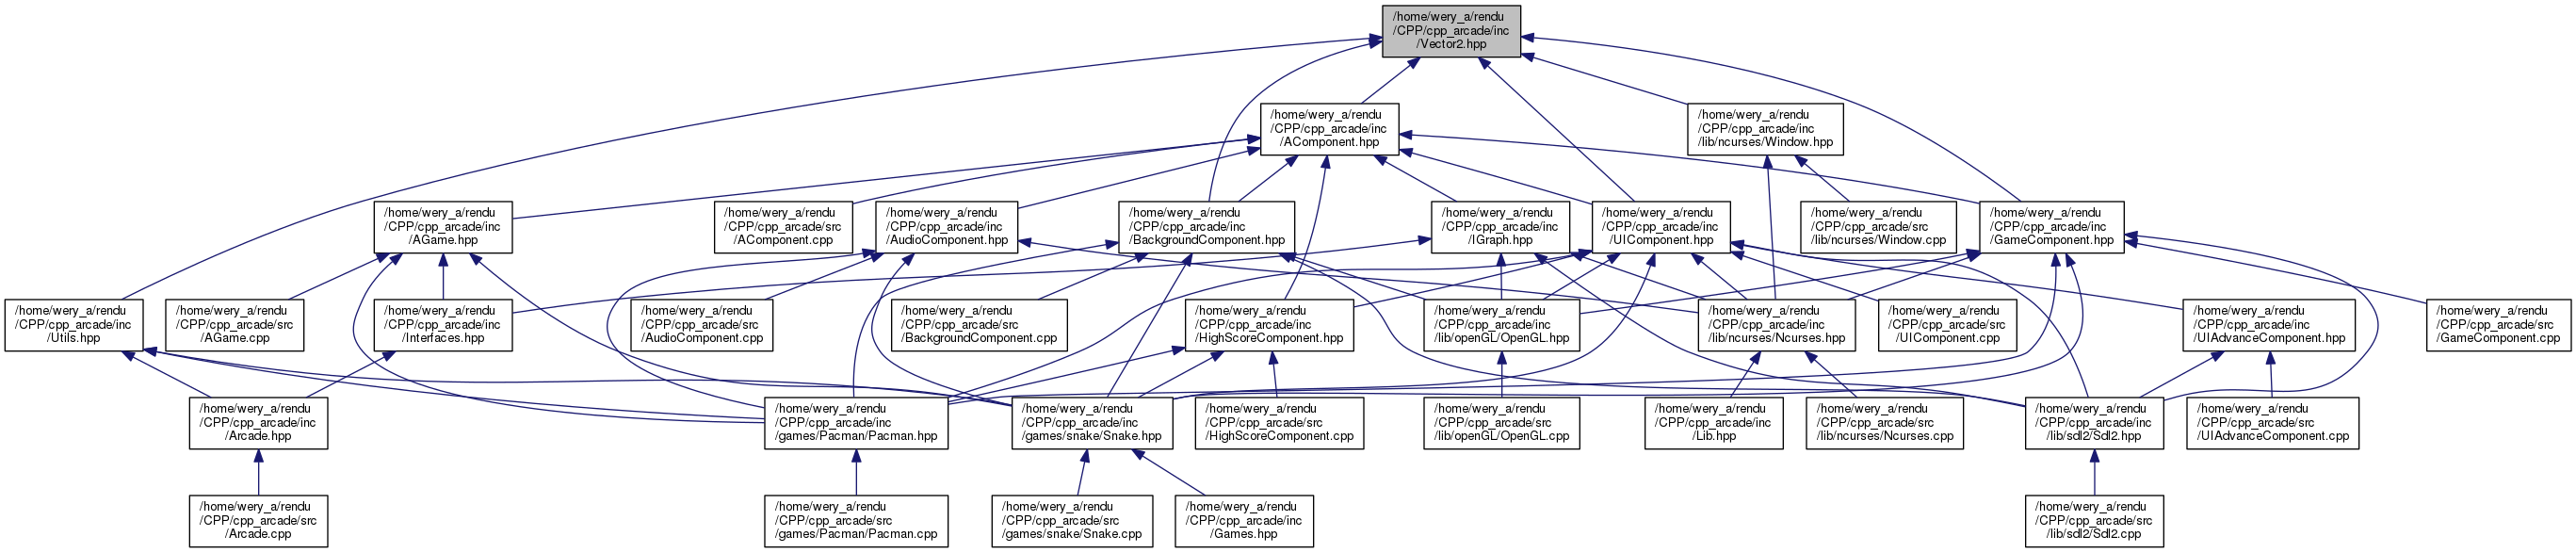 /home/wery_a/rendu
/CPP/cpp_arcade/inc
/Vector2.hpp
/home/wery_a/rendu
/CPP/cpp_arcade/inc
/AComponent.hpp
/home/wery_a/rendu
/CPP/cpp_arcade/inc
/lib/ncurses/Window.hpp
/home/wery_a/rendu
/CPP/cpp_arcade/inc
/AGame.hpp
/home/wery_a/rendu
/CPP/cpp_arcade/src
/AComponent.cpp
/home/wery_a/rendu
/CPP/cpp_arcade/inc
/AudioComponent.hpp
/home/wery_a/rendu
/CPP/cpp_arcade/inc
/BackgroundComponent.hpp
/home/wery_a/rendu
/CPP/cpp_arcade/inc
/IGraph.hpp
/home/wery_a/rendu
/CPP/cpp_arcade/inc
/UIComponent.hpp
/home/wery_a/rendu
/CPP/cpp_arcade/src
/lib/ncurses/Window.cpp
/home/wery_a/rendu
/CPP/cpp_arcade/inc
/GameComponent.hpp
/home/wery_a/rendu
/CPP/cpp_arcade/inc
/Utils.hpp
/home/wery_a/rendu
/CPP/cpp_arcade/src
/AGame.cpp
/home/wery_a/rendu
/CPP/cpp_arcade/inc
/Interfaces.hpp
/home/wery_a/rendu
/CPP/cpp_arcade/src
/AudioComponent.cpp
/home/wery_a/rendu
/CPP/cpp_arcade/src
/BackgroundComponent.cpp
/home/wery_a/rendu
/CPP/cpp_arcade/inc
/HighScoreComponent.hpp
/home/wery_a/rendu
/CPP/cpp_arcade/inc
/lib/openGL/OpenGL.hpp
/home/wery_a/rendu
/CPP/cpp_arcade/inc
/lib/ncurses/Ncurses.hpp
/home/wery_a/rendu
/CPP/cpp_arcade/src
/UIComponent.cpp
/home/wery_a/rendu
/CPP/cpp_arcade/inc
/UIAdvanceComponent.hpp
/home/wery_a/rendu
/CPP/cpp_arcade/src
/GameComponent.cpp
/home/wery_a/rendu
/CPP/cpp_arcade/inc
/Arcade.hpp
/home/wery_a/rendu
/CPP/cpp_arcade/inc
/games/Pacman/Pacman.hpp
/home/wery_a/rendu
/CPP/cpp_arcade/inc
/games/snake/Snake.hpp
/home/wery_a/rendu
/CPP/cpp_arcade/src
/HighScoreComponent.cpp
/home/wery_a/rendu
/CPP/cpp_arcade/src
/lib/openGL/OpenGL.cpp
/home/wery_a/rendu
/CPP/cpp_arcade/inc
/Lib.hpp
/home/wery_a/rendu
/CPP/cpp_arcade/src
/lib/ncurses/Ncurses.cpp
/home/wery_a/rendu
/CPP/cpp_arcade/inc
/lib/sdl2/Sdl2.hpp
/home/wery_a/rendu
/CPP/cpp_arcade/src
/UIAdvanceComponent.cpp
/home/wery_a/rendu
/CPP/cpp_arcade/src
/Arcade.cpp
/home/wery_a/rendu
/CPP/cpp_arcade/src
/games/Pacman/Pacman.cpp
/home/wery_a/rendu
/CPP/cpp_arcade/src
/games/snake/Snake.cpp
/home/wery_a/rendu
/CPP/cpp_arcade/inc
/Games.hpp
/home/wery_a/rendu
/CPP/cpp_arcade/src
/lib/sdl2/Sdl2.cpp